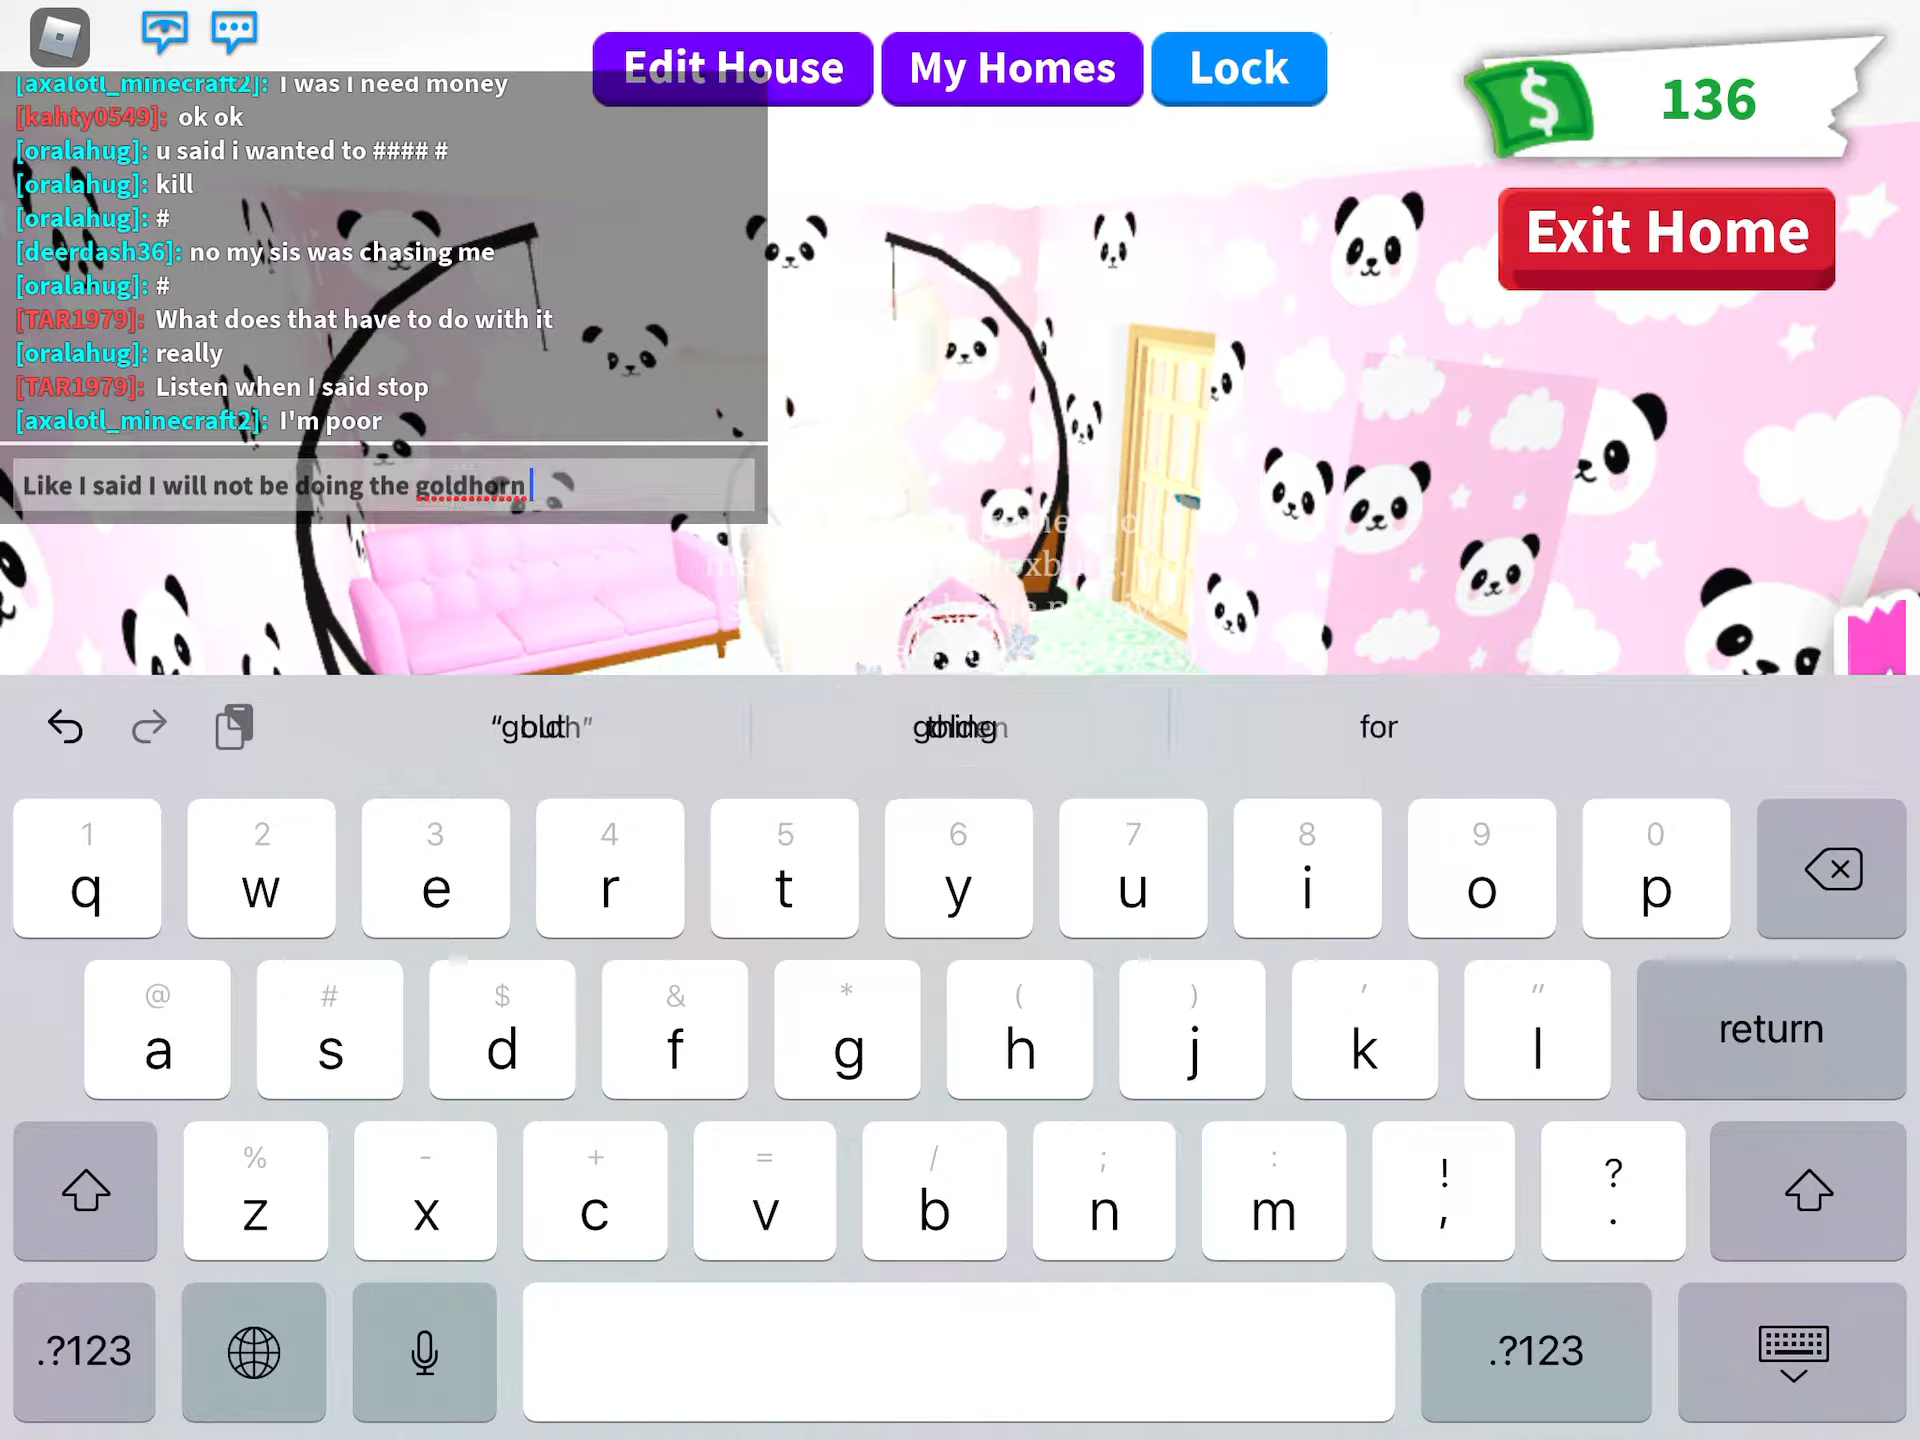 Edit House My Homes Lock
136
Exit Home
[axalotl_minecraft2]: I was I need money
[kahty0549]: ok ok
[oralahug]: u said i wanted to #### #
[oralahug]: kill
[oralahug]: #
[deerdash36]: no my sis was chasing me
[oralahug]: #
[TAR1979]: What does that have to do with it
[oralahug]: really
[TAR1979]: Listen when I said stop
[axalotl_minecraft2]: I'm poor
Like I said I will not be doing the goldhorn
for
1 2 3 4 5 6 7 8 9 0
q w e r t y u i o p
@ # $ & * ( ) ' "
a s d f g h j k l return
% - + = / ; : ! ?
z x c v b n m , .
.?123 .?123